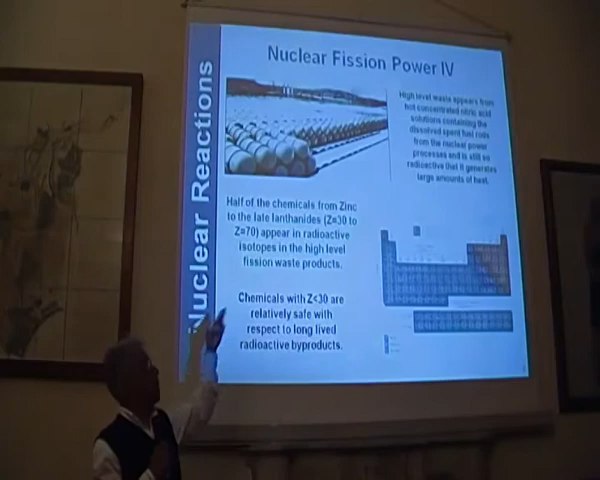 Nuclear Reactions
Nuclear Fission Power IV
High level waste appears from
hot concentrated nitric acid
solutions containing the
dissolved spent fuel rods
from the nuclear power
processes and is still so
radioactive that it generates
large amounts of heat.
Half of the chemicals from Zinc
to the late lanthanides (Z=30 to
Z=70) appear in radioactive
isotopes in the high level
fission waste products.
Chemicals with Z<30 are
relatively safe with
respect to long lived
radioactive byproducts.